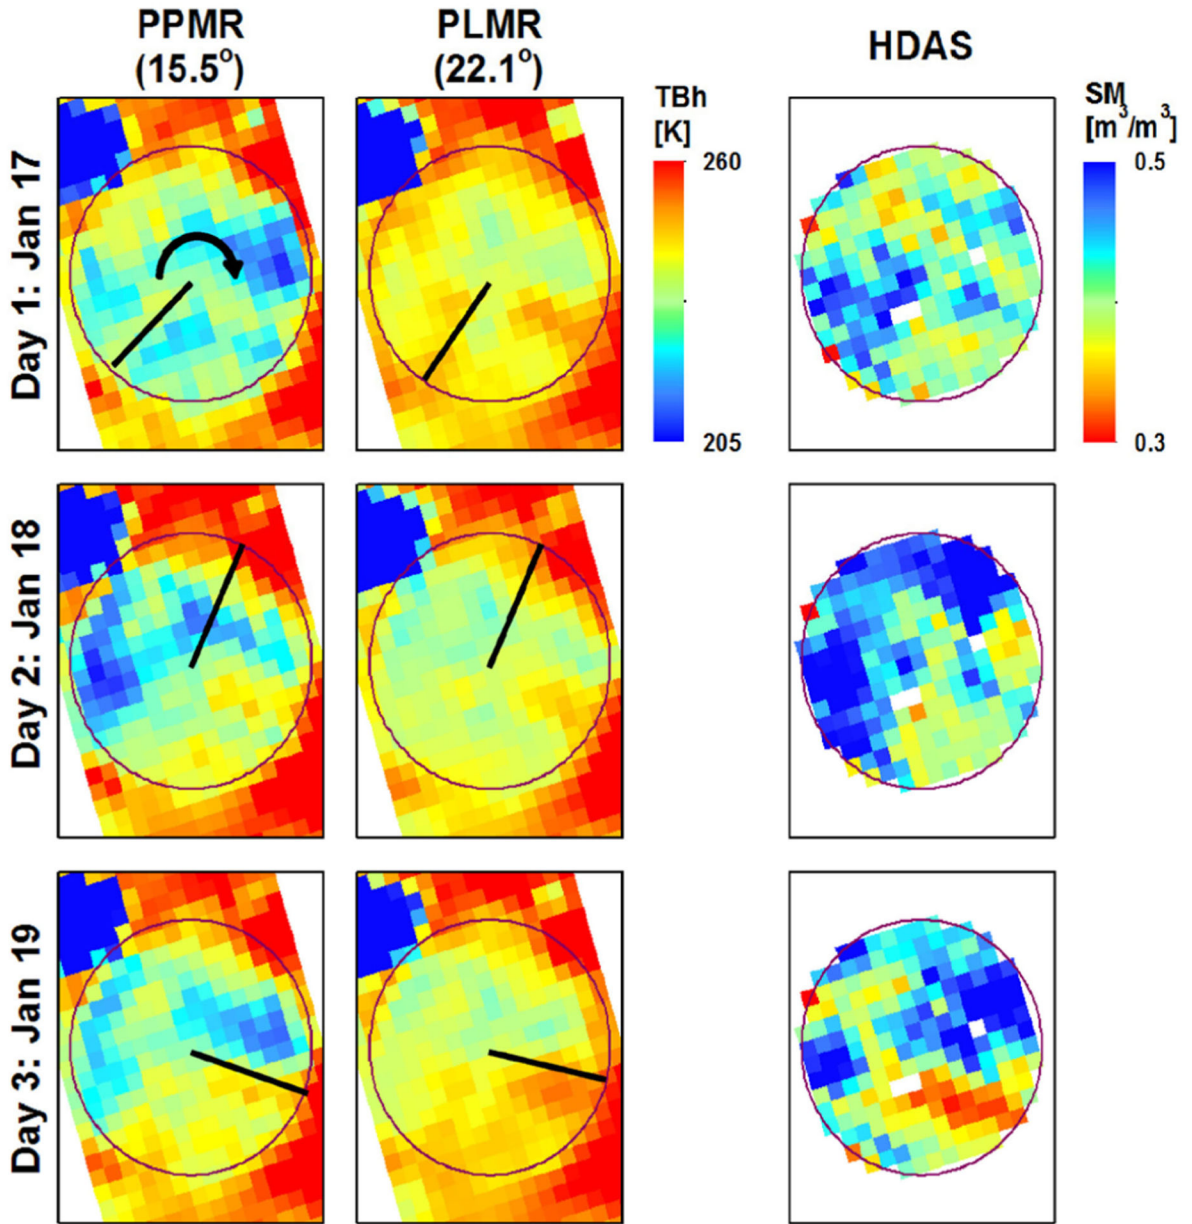 PPMR
(15.5°)
PLMR
(22.1°)
HDAS
TBh
[K]
260
205
SM
[m³/m³]
0.5
0.3
Day 1: Jan 17
Day 2: Jan 18
Day 3: Jan 19